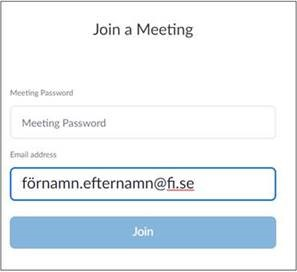 Join a Meeting
Meeting Password
Meeting Password
Email address
förnamn.efternamn@fi.se
Join